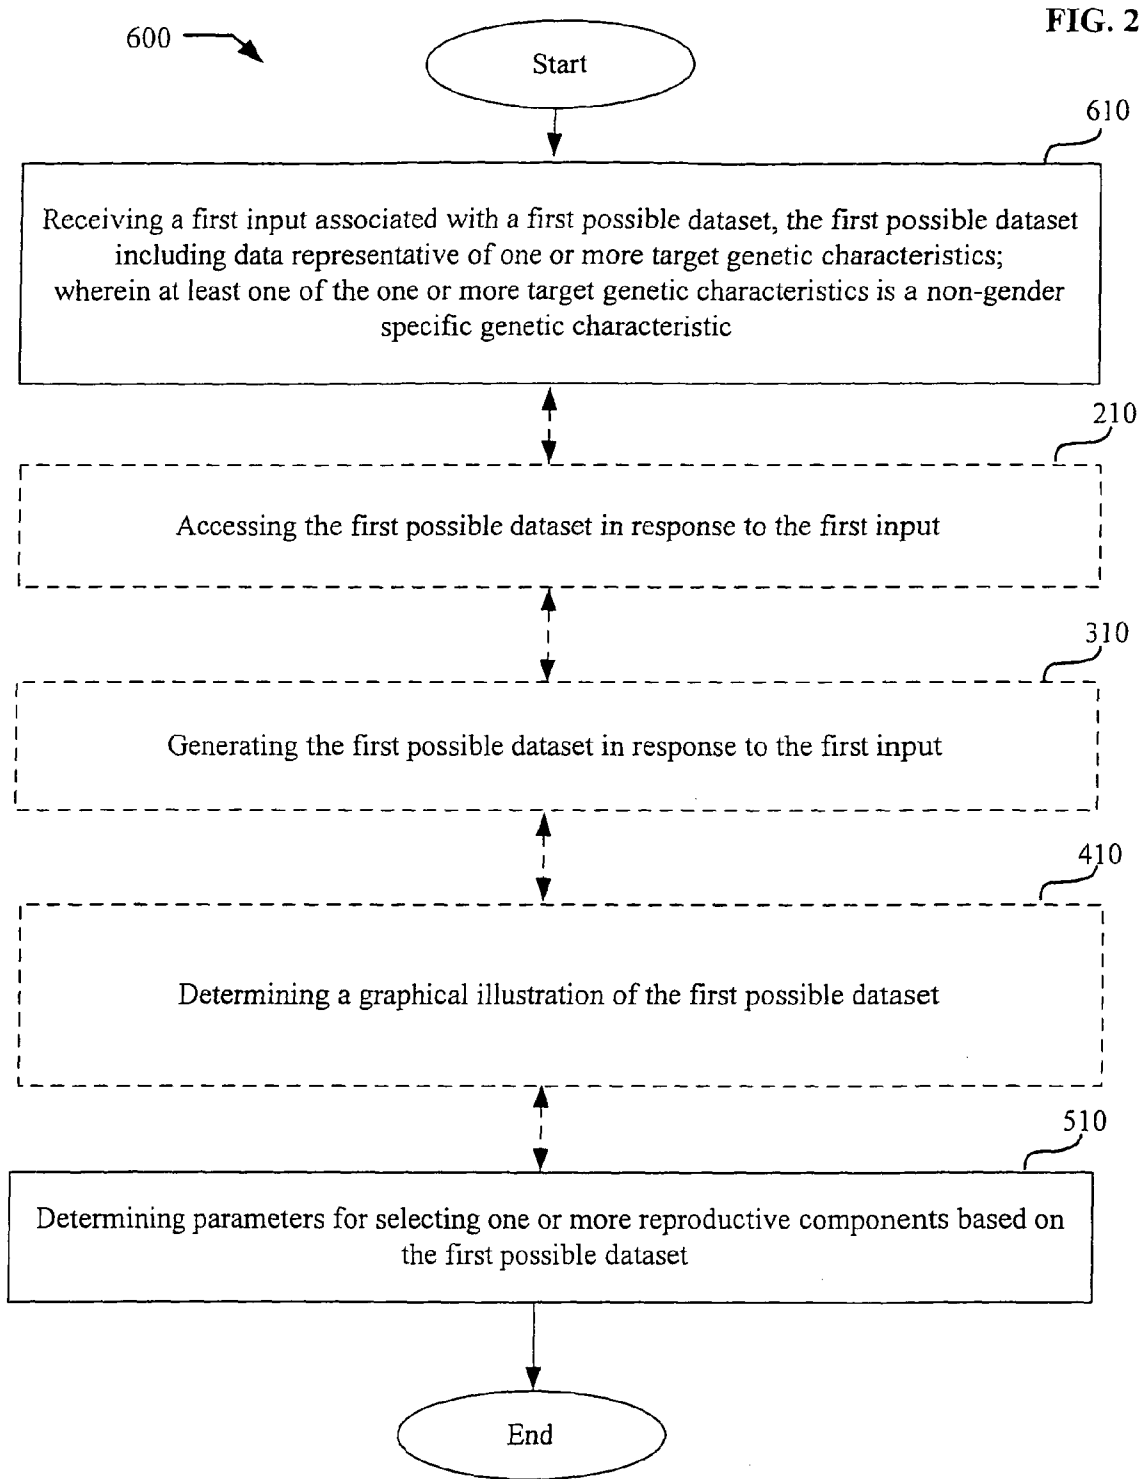 FIG. 2
600
Start
610
Receiving a first input associated with a first possible dataset, the first possible dataset
including data representative of one or more target genetic characteristics;
wherein at least one of the one or more target genetic characteristics is a non-gender
specific genetic characteristic
210
Accessing the first possible dataset in response to the first input
310
Generating the first possible dataset in response to the first input
410
Determining a graphical illustration of the first possible dataset
510
Determining parameters for selecting one or more reproductive components based on
the first possible dataset
End